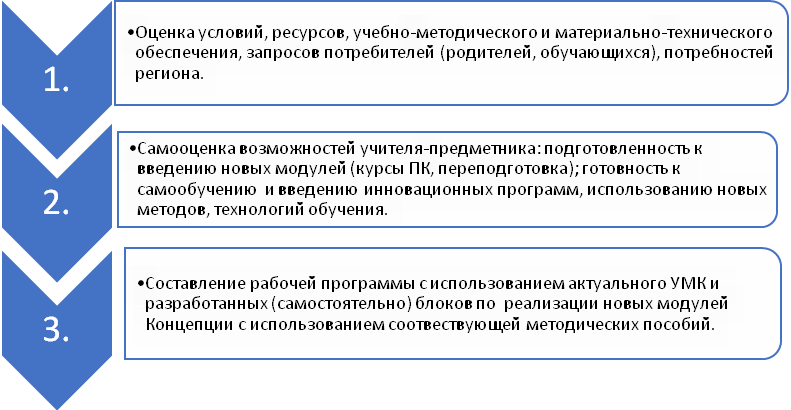 1.
•Оценка условий, ресурсов, учебно-методического и материально-технического
обеспечения, запросов потребителей (родителей, обучающихся), потребностей
региона.
2.
•Самооценка возможностей учителя-предметника: подготовленность к
введению новых модулей (курсы ПК, переподготовка); готовность к
самообучению и введению инновационных программ, использованию новых
методов, технологий обучения.
3.
•Составление рабочей программы с использованием актуального УМК и
разработанных (самостоятельно) блоков по реализации новых модулей
Концепции с использованием соотвествующей методических пособий.